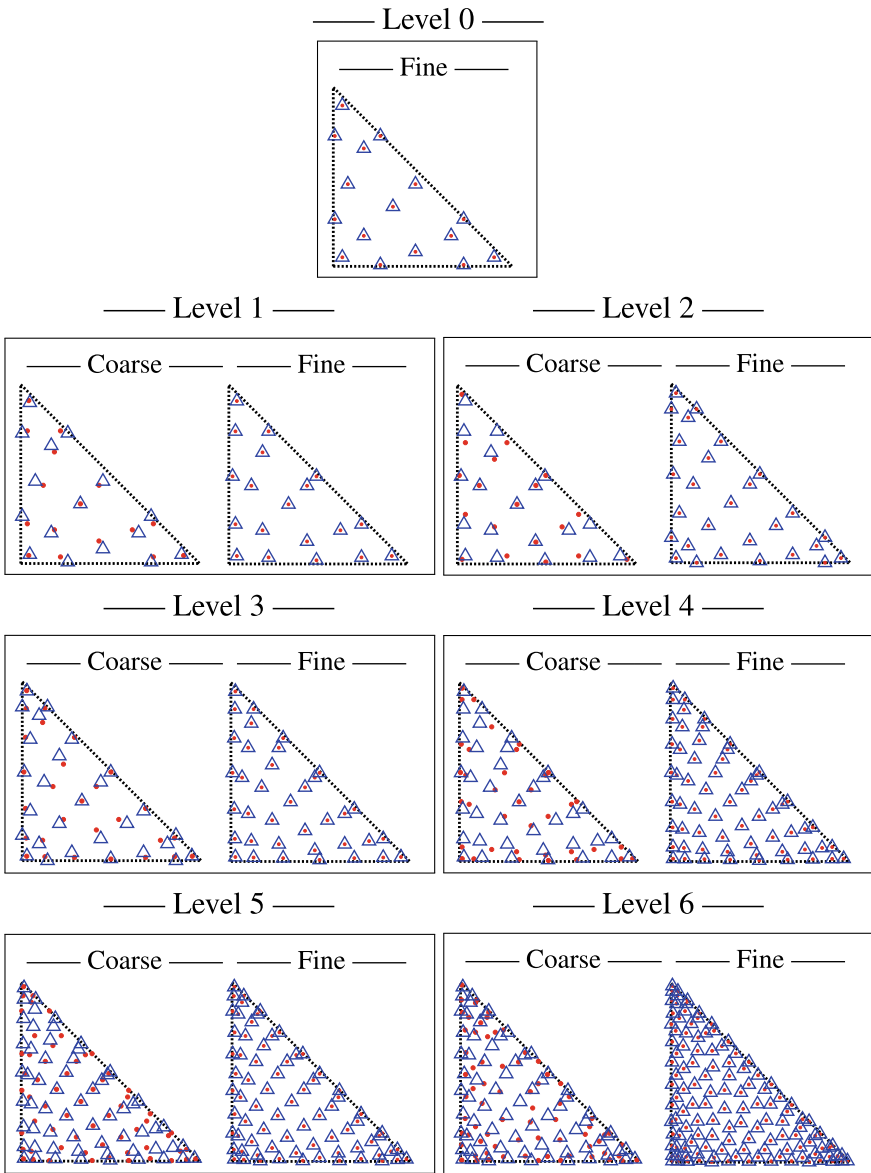 Level 0
Fine
Level 1 Level 2
Coarse Fine Coarse Fine
Level 3 Level 4
Coarse Fine Coarse Fine
Level 5 Level 6
Coarse Fine Coarse Fine